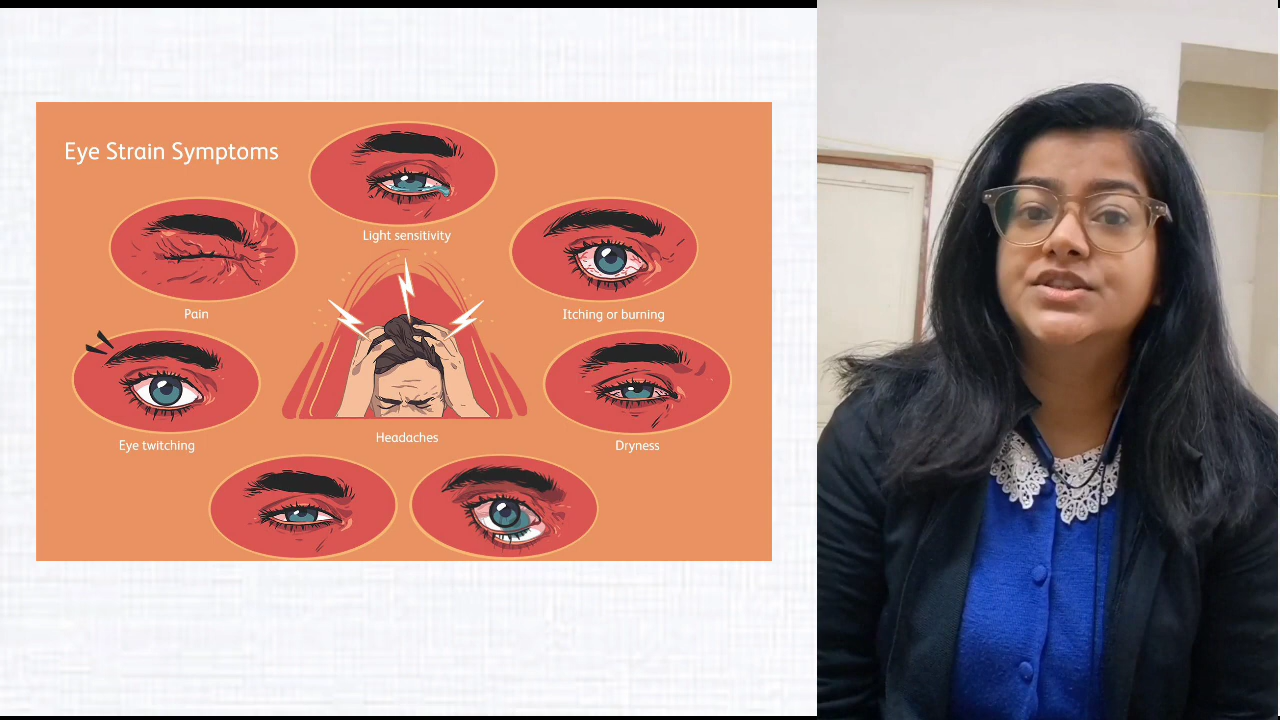 Eye Strain Symptoms
Light sensitivity
Pain
Itching or burning
Eye twitching
Headaches
Dryness